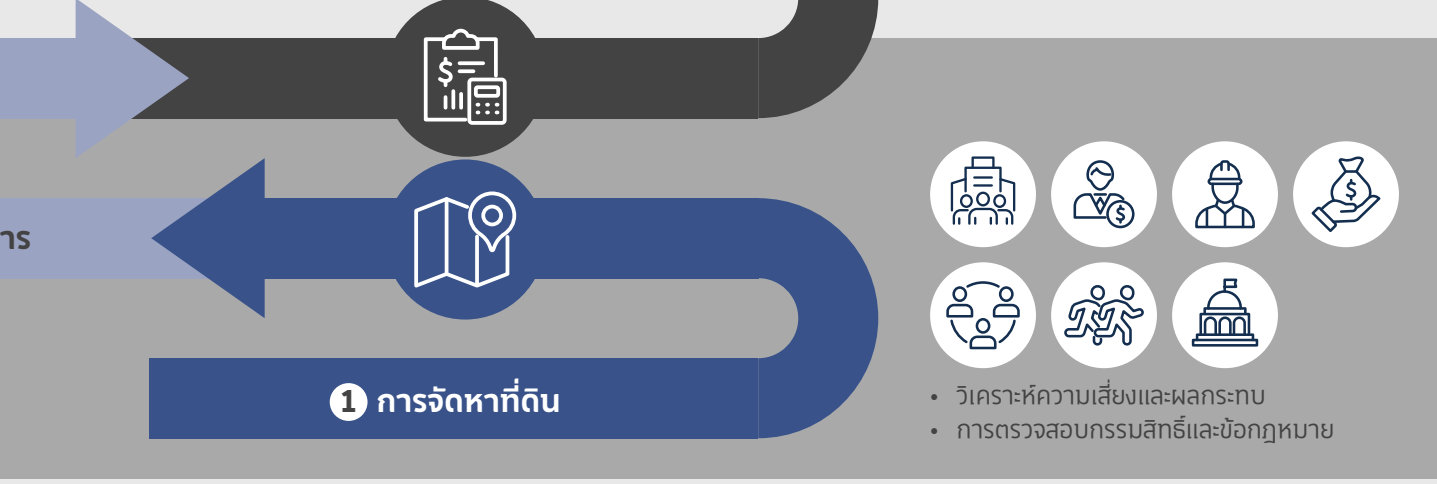 าร
1 การจัดหาที่ดิน
• วิเคราะห์ความเสี่ยงและผลกระทบ
• การตรวจสอบกรรมสิทธิ์และข้อกฎหมาย